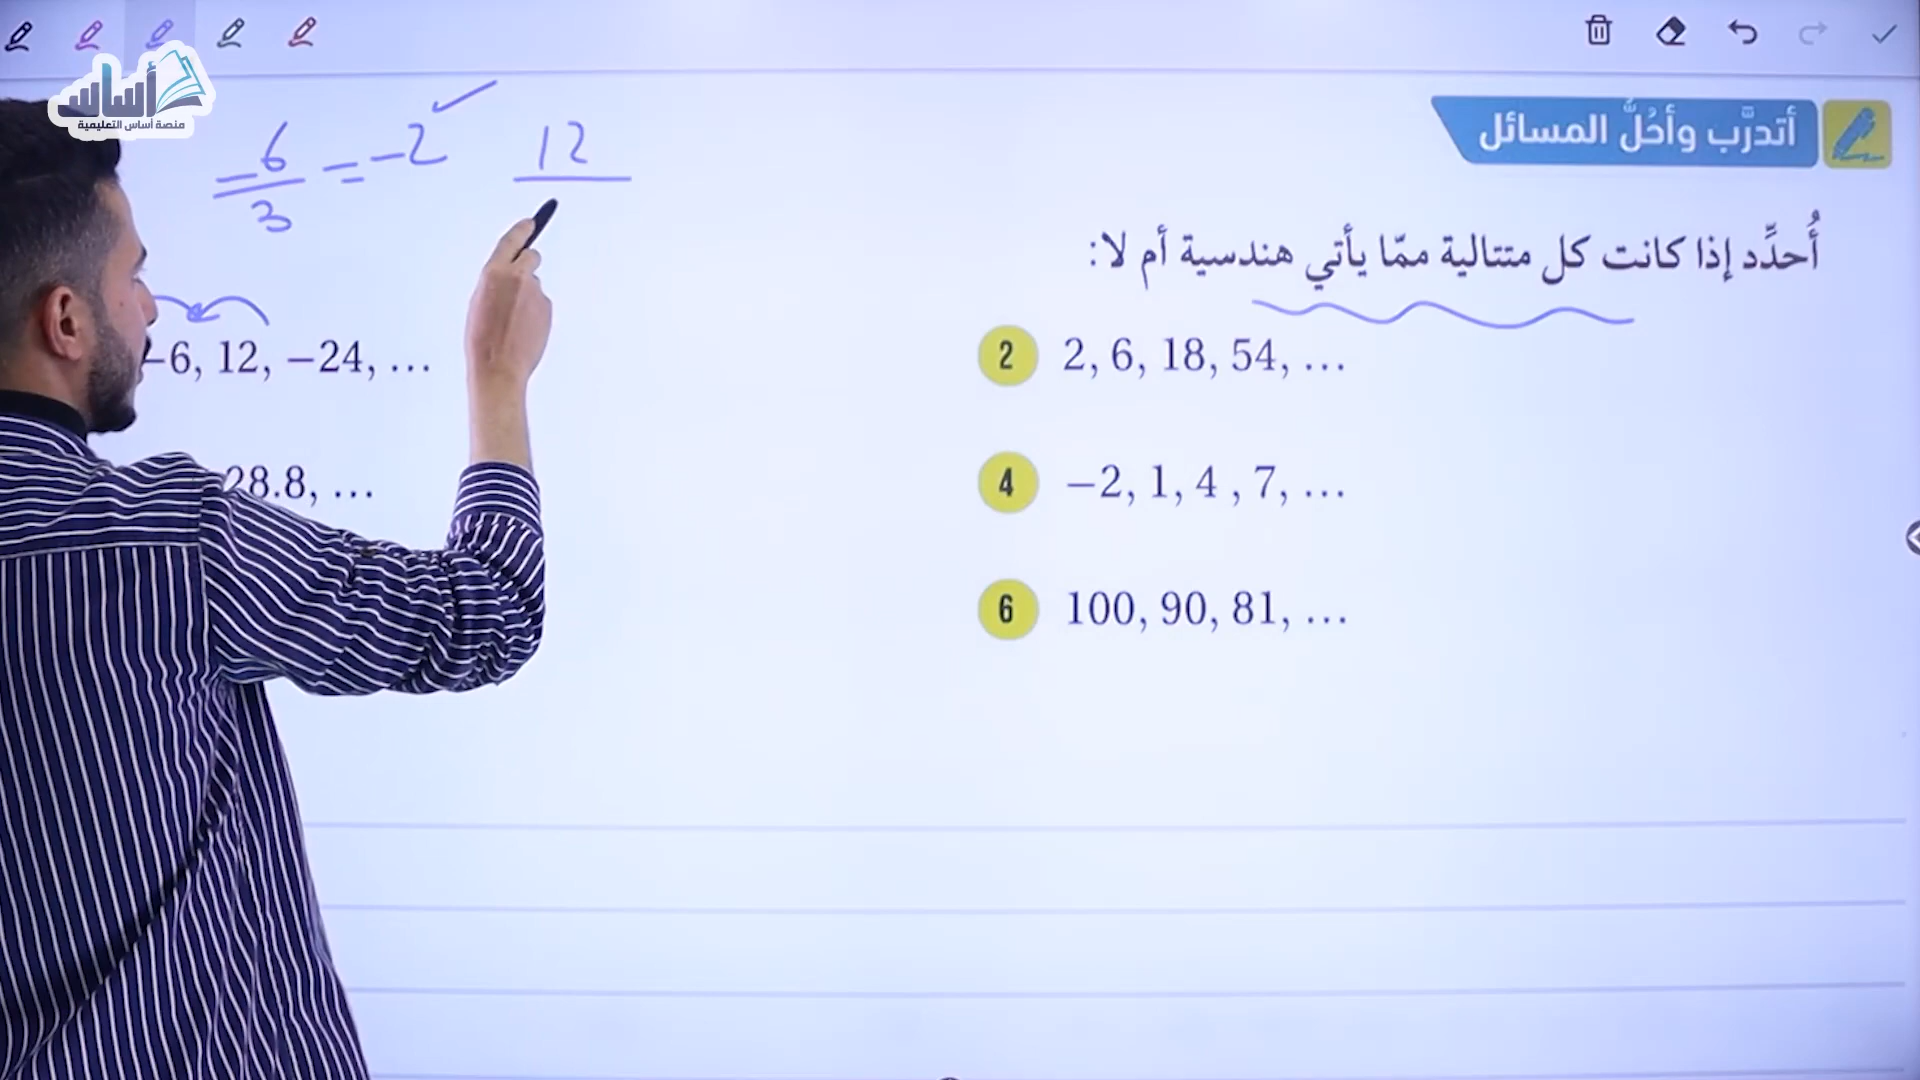 أساس
منصة أساس التعليمية
أتدرَّب وأحُلُّ المسائل
-6/3 = -2 ✓
12
أُحدِّد إذا كانت كل متتالية ممّا يأتي هندسية أم لا:
2 2, 6, 18, 54, …
−6, 12, −24, …
4 −2, 1, 4 , 7, …
28.8, …
6 100, 90, 81, …